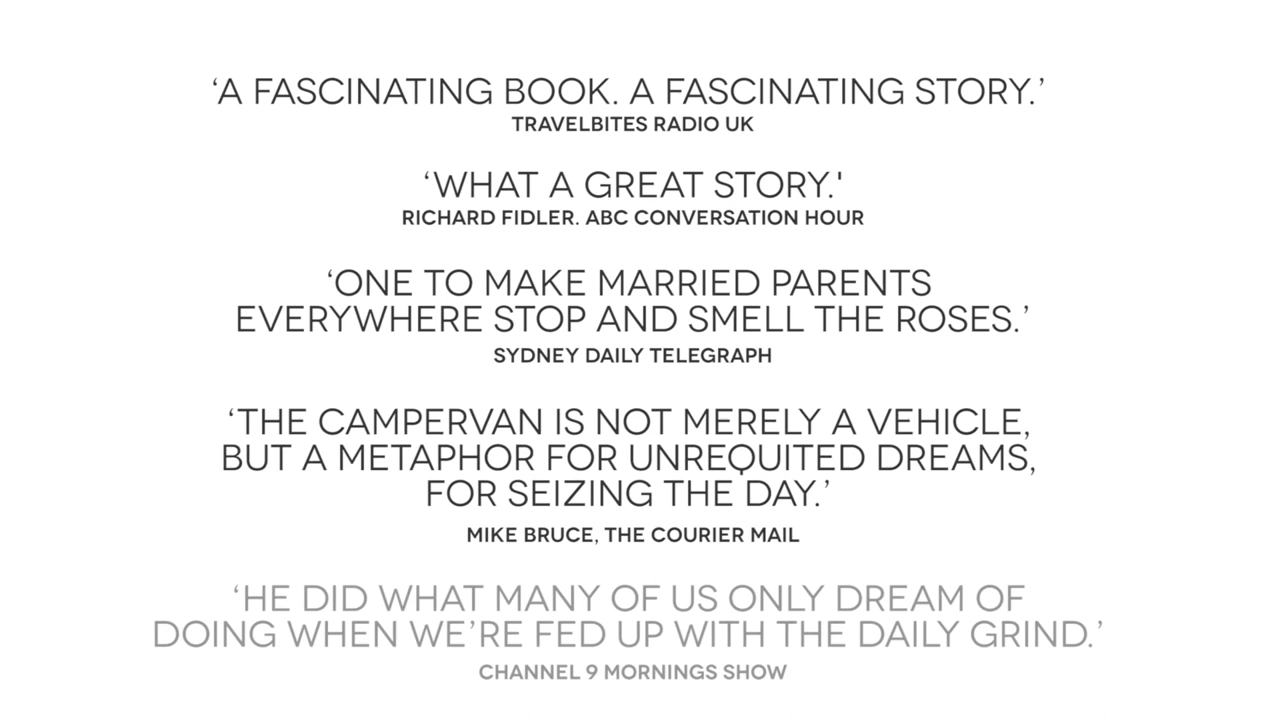 ‘A FASCINATING BOOK. A FASCINATING STORY.’
TRAVELBITES RADIO UK
‘WHAT A GREAT STORY.'
RICHARD FIDLER. ABC CONVERSATION HOUR
‘ONE TO MAKE MARRIED PARENTS
EVERYWHERE STOP AND SMELL THE ROSES.’
SYDNEY DAILY TELEGRAPH
‘THE CAMPERVAN IS NOT MERELY A VEHICLE,
BUT A METAPHOR FOR UNREQUITED DREAMS,
FOR SEIZING THE DAY.’
MIKE BRUCE, THE COURIER MAIL
‘HE DID WHAT MANY OF US ONLY DREAM OF
DOING WHEN WE’RE FED UP WITH THE DAILY GRIND.’
CHANNEL 9 MORNINGS SHOW